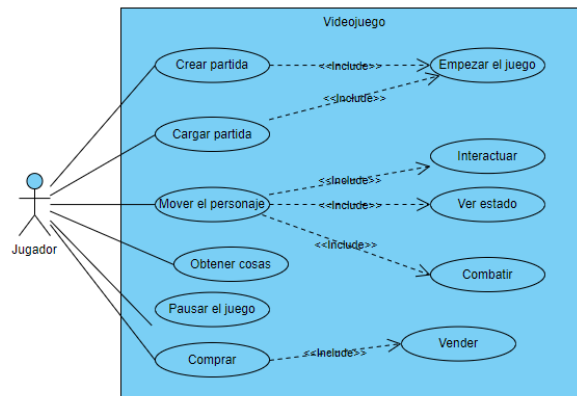 Videojuego
Crear partida
<<Include>>
Empezar el juego
<<Include>>
Cargar partida
Interactuar
<<Include>>
Mover el personaje
<<Include>>
Ver estado
Jugador
<<Include>>
Obtener cosas
Combatir
Pausar el juego
Comprar
<<Include>>
Vender